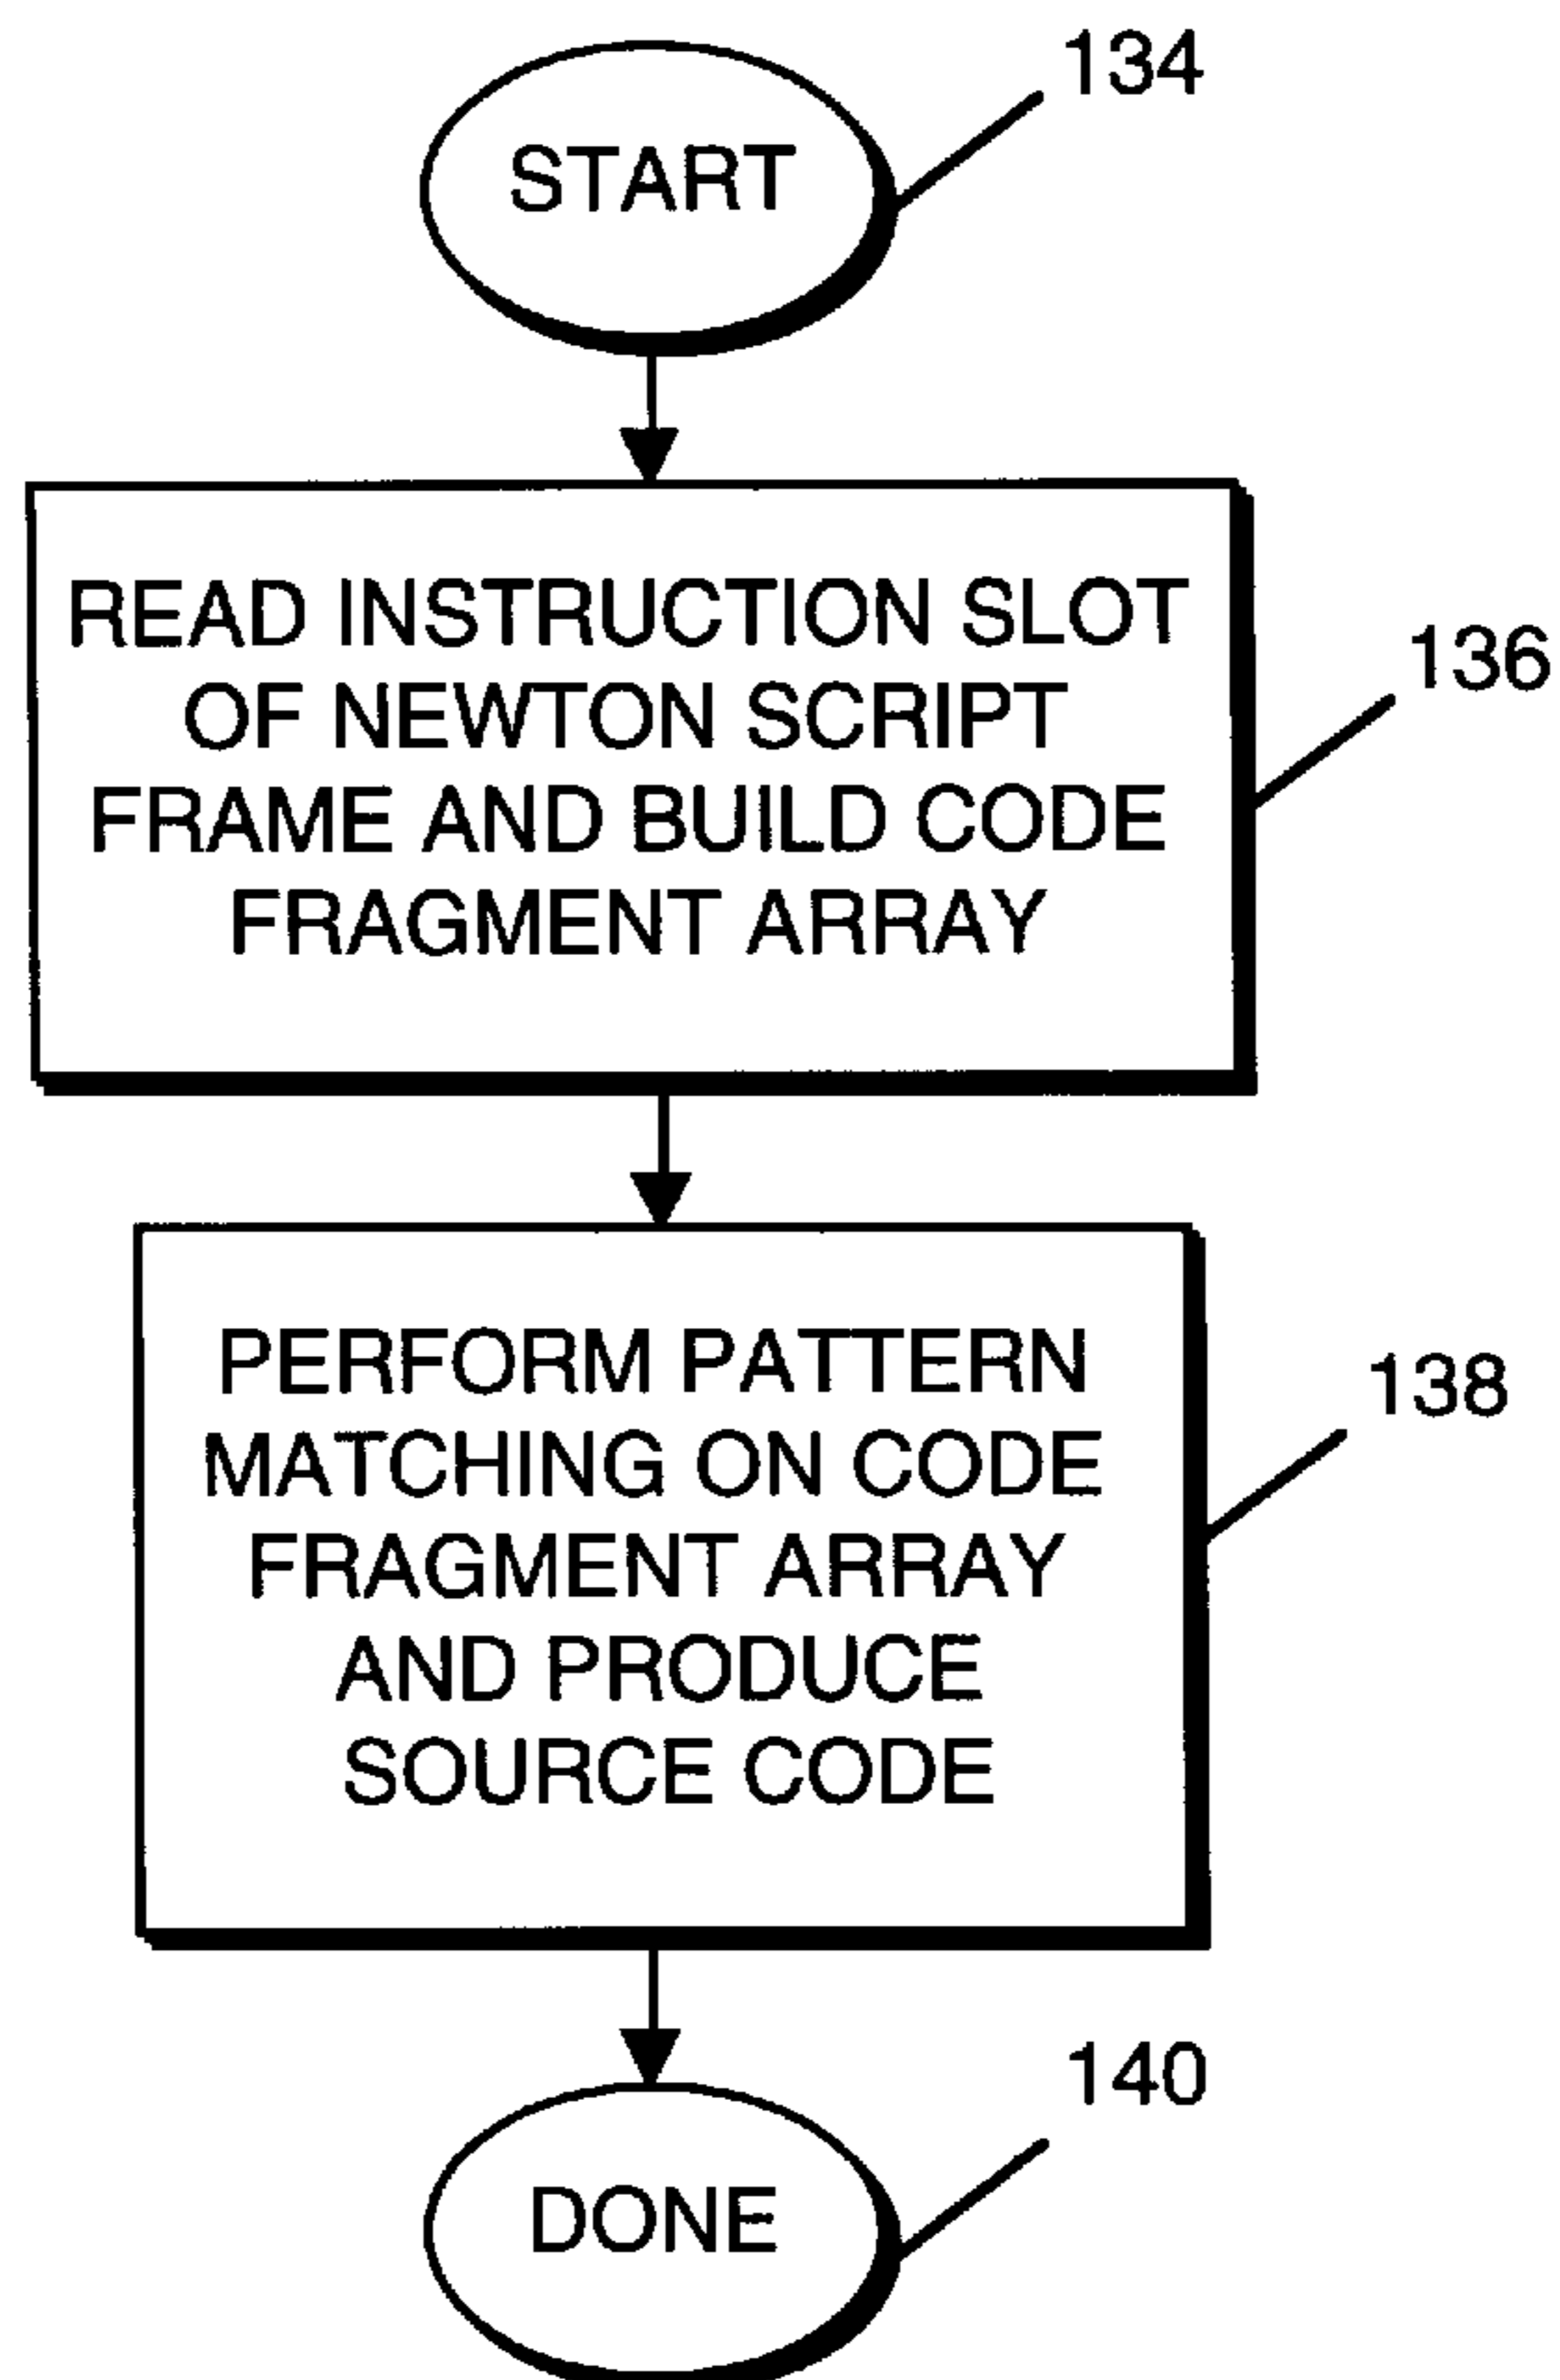 134
START
READ INSTRUCTION SLOT
OF NEWTON SCRIPT
FRAME AND BUILD CODE
FRAGMENT ARRAY
136
PERFORM PATTERN
MATCHING ON CODE
FRAGMENT ARRAY
AND PRODUCE
SOURCE CODE
138
140
DONE